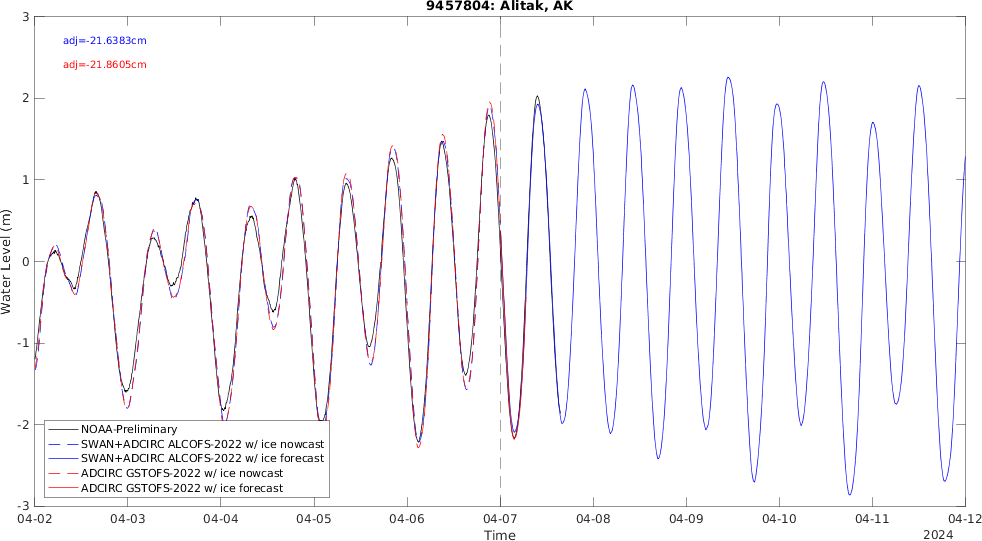 9457804: Alitak, AK
adj=-21.6383cm
adj=-21.8605cm
3
2
1
0
-1
-2
-3
Water Level (m)
NOAA-Preliminary
SWAN+ADCIRC ALCOFS-2022 w/ ice nowcast
SWAN+ADCIRC ALCOFS-2022 w/ ice forecast
ADCIRC GSTOFS-2022 w/ ice nowcast
ADCIRC GSTOFS-2022 w/ ice forecast
04-02 04-03 04-04 04-05 04-06 04-07 04-08 04-09 04-10 04-11 04-12
Time
2024